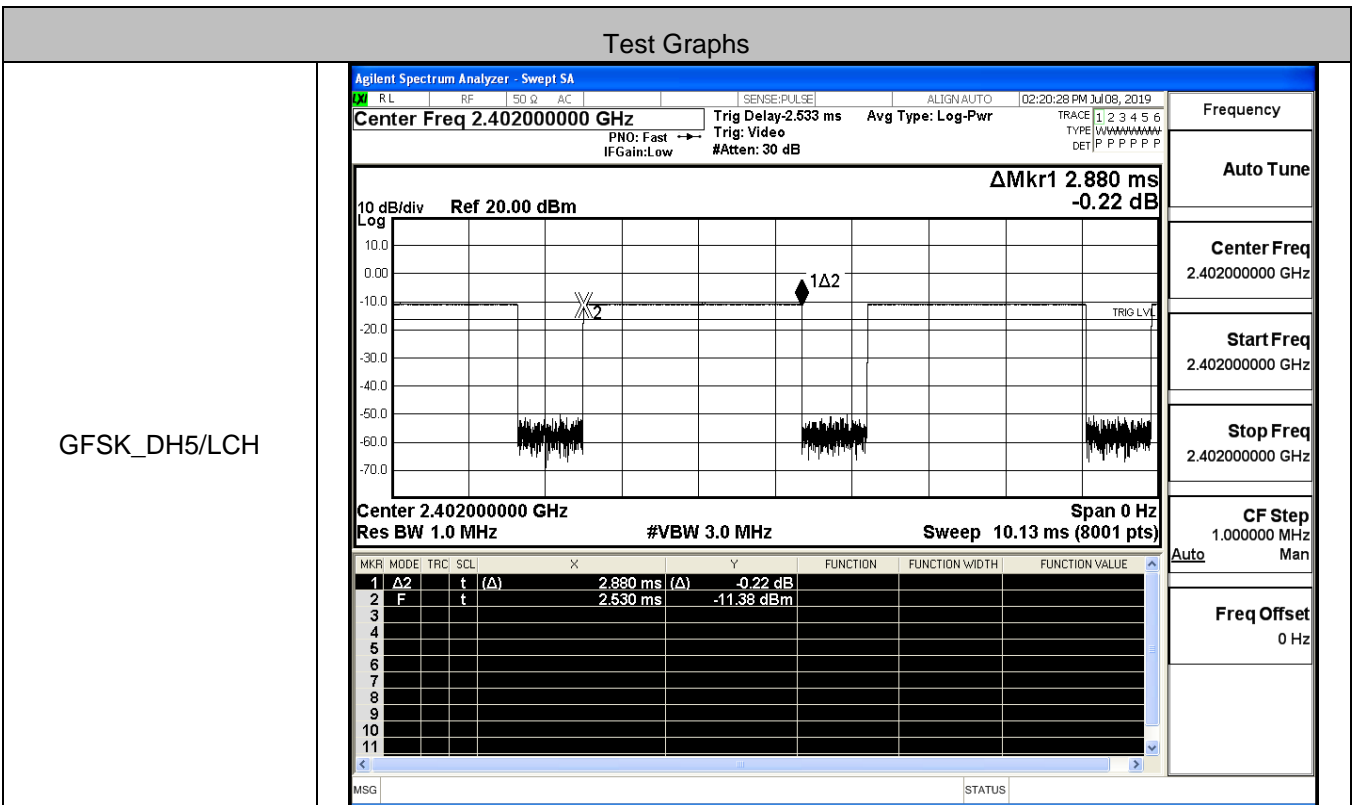 Test Graphs
GFSK_DH5/LCH
Agilent Spectrum Analyzer - Swept SA
LXI RL RF 50 Ω AC SENSE:PULSE ALIGN AUTO 02:20:28 PM Jul 08, 2019
Center Freq 2.402000000 GHz Trig Delay-2.533 ms Avg Type: Log-Pwr TRACE 1 2 3 4 5 6
PNO: Fast Trig: Video TYPE WWWWWW
IFGain:Low #Atten: 30 dB DET P P P P P P
ΔMkr1 2.880 ms
-0.22 dB
10 dB/div Ref 20.00 dBm
Log
10.0
0.00
-10.0
-20.0
-30.0
-40.0
-50.0
-60.0
-70.0
1Δ2
2
TRIG LVL
Center 2.402000000 GHz Span 0 Hz
Res BW 1.0 MHz #VBW 3.0 MHz Sweep 10.13 ms (8001 pts)
MKR MODE TRC SCL X Y FUNCTION FUNCTION WIDTH FUNCTION VALUE
1 Δ2 t (Δ) 2.880 ms (Δ) -0.22 dB
2 F t 2.530 ms -11.38 dBm
3
4
5
6
7
8
9
10
11
MSG STATUS
Frequency
Auto Tune
Center Freq
2.402000000 GHz
Start Freq
2.402000000 GHz
Stop Freq
2.402000000 GHz
CF Step
1.000000 MHz
Auto Man
Freq Offset
0 Hz